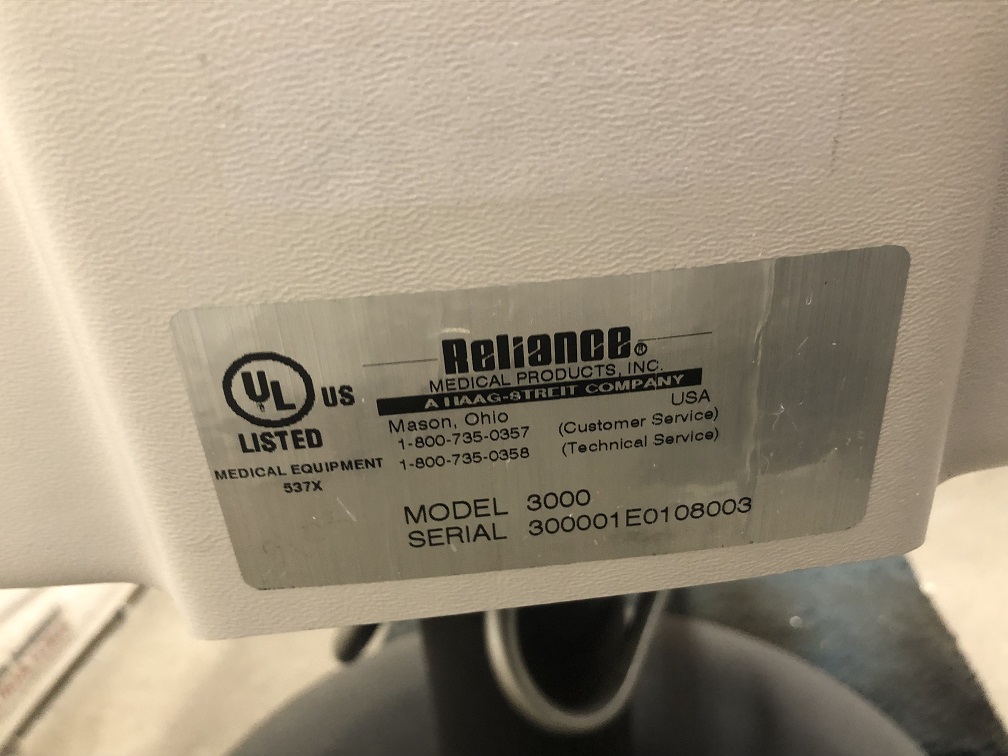 UL US
LISTED
MEDICAL EQUIPMENT
537X
Reliance®
MEDICAL PRODUCTS, INC.
A HAAG-STREIT COMPANY
Mason, Ohio USA
1-800-735-0357 (Customer Service)
1-800-735-0358 (Technical Service)
MODEL 3000
SERIAL 300001E0108003